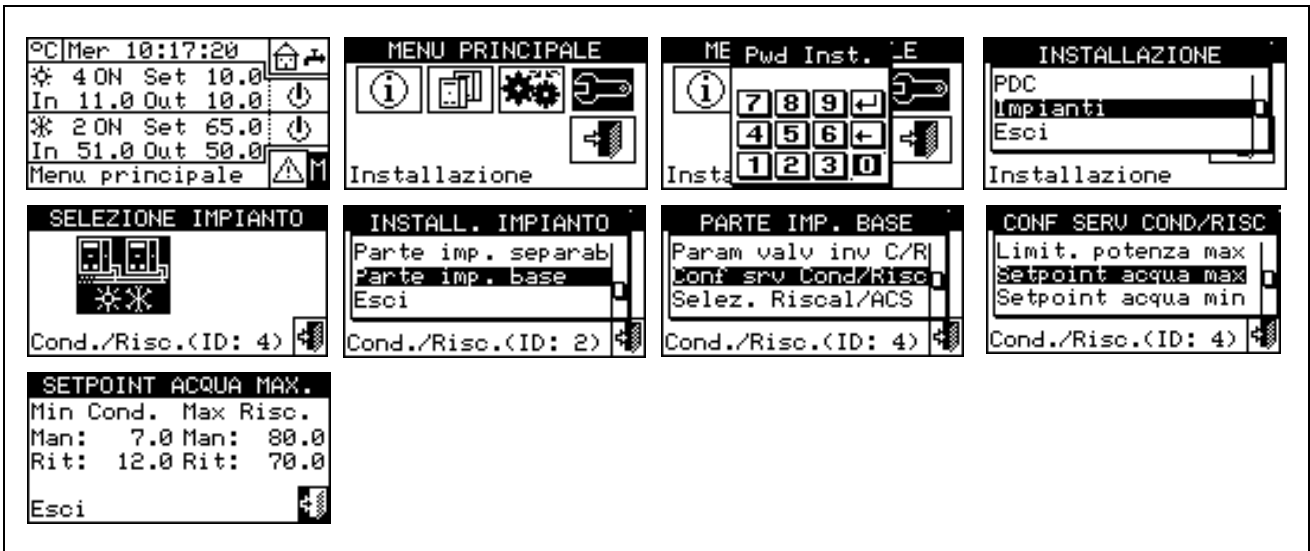 °C Mer 10:17:20
4 ON Set 10.0
In 11.0 Out 10.0
2 ON Set 65.0
In 51.0 Out 50.0
Menu principale M
MENU PRINCIPALE
i
Installazione
ME Pwd Inst. LE
i
7 8 9
4 5 6
1 2 3 0
Insta
INSTALLAZIONE
PDC
Impianti
Esci
Installazione
SELEZIONE IMPIANTO
Cond./Risc.(ID: 4)
INSTALL. IMPIANTO
Parte imp. separab
Parte imp. base
Esci
Cond./Risc.(ID: 2)
PARTE IMP. BASE
Param valv inv C/R
Conf srv Cond/Risc
Selez. Riscal/ACS
Cond./Risc.(ID: 4)
CONF SERV COND/RISC
Limit. potenza max
Setpoint acqua max
Setpoint acqua min
Cond./Risc.(ID: 4)
SETPOINT ACQUA MAX.
Min Cond. Max Risc.
Man: 7.0 Man: 80.0
Rit: 12.0 Rit: 70.0
Esci